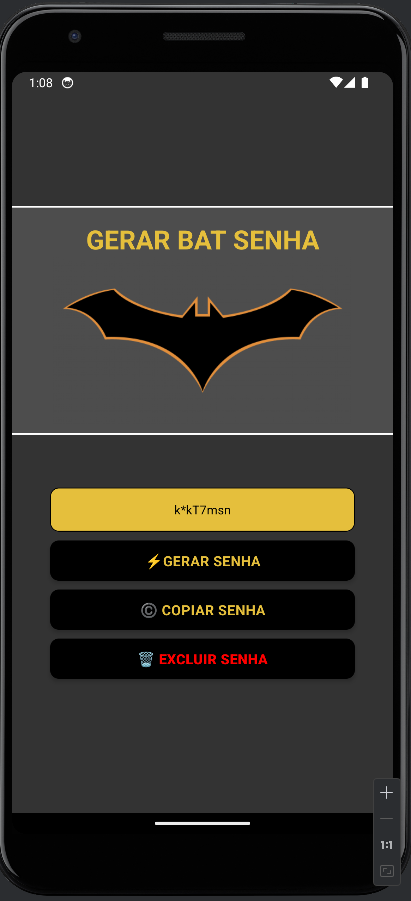 1:08
GERAR BAT SENHA
k*kT7msn
⚡GERAR SENHA
© COPIAR SENHA
🗑️ EXCLUIR SENHA
1:1